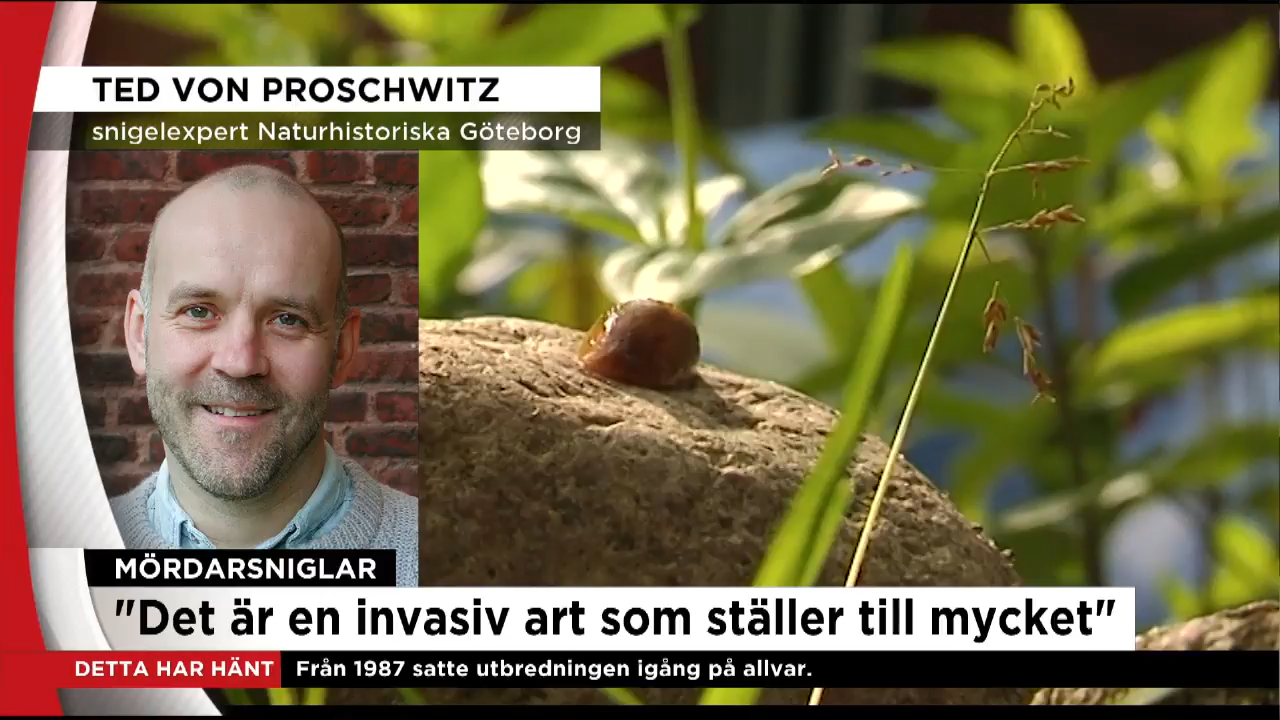 TED VON PROSCHWITZ
snigelexpert Naturhistoriska Göteborg
MÖRDARSNIGLAR
"Det är en invasiv art som ställer till mycket"
DETTA HAR HÄNT Från 1987 satte utbredningen igång på allvar.